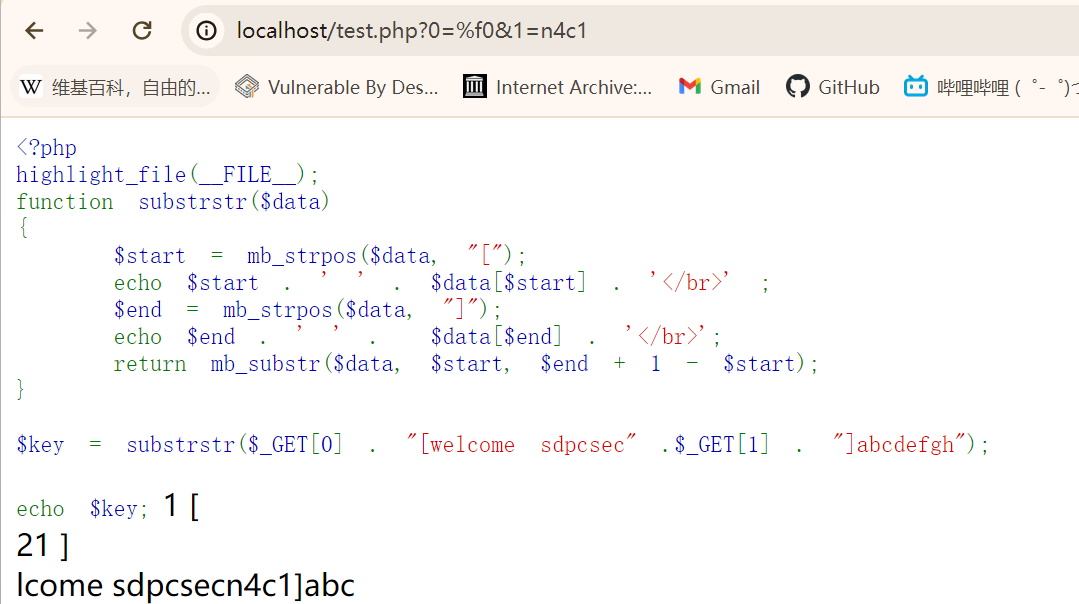 localhost/test.php?0=%f0&1=n4c1
W 维基百科，自由的... Vulnerable By Des... Internet Archive:... Gmail GitHub 哔哩哔哩 ( ゜- ゜)つ
<?php
highlight_file(__FILE__);
function substrstr($data)
{
$start = mb_strpos($data, "[");
echo $start . ' ' . $data[$start] . '</br>' ;
$end = mb_strpos($data, "]");
echo $end . ' ' . $data[$end] . '</br>';
return mb_substr($data, $start, $end + 1 - $start);
}
$key = substrstr($_GET[0] . "[welcome sdpcsec" .$_GET[1] . "]abcdefgh");
echo $key; 1 [
21 ]
lcome sdpcsecn4c1]abc